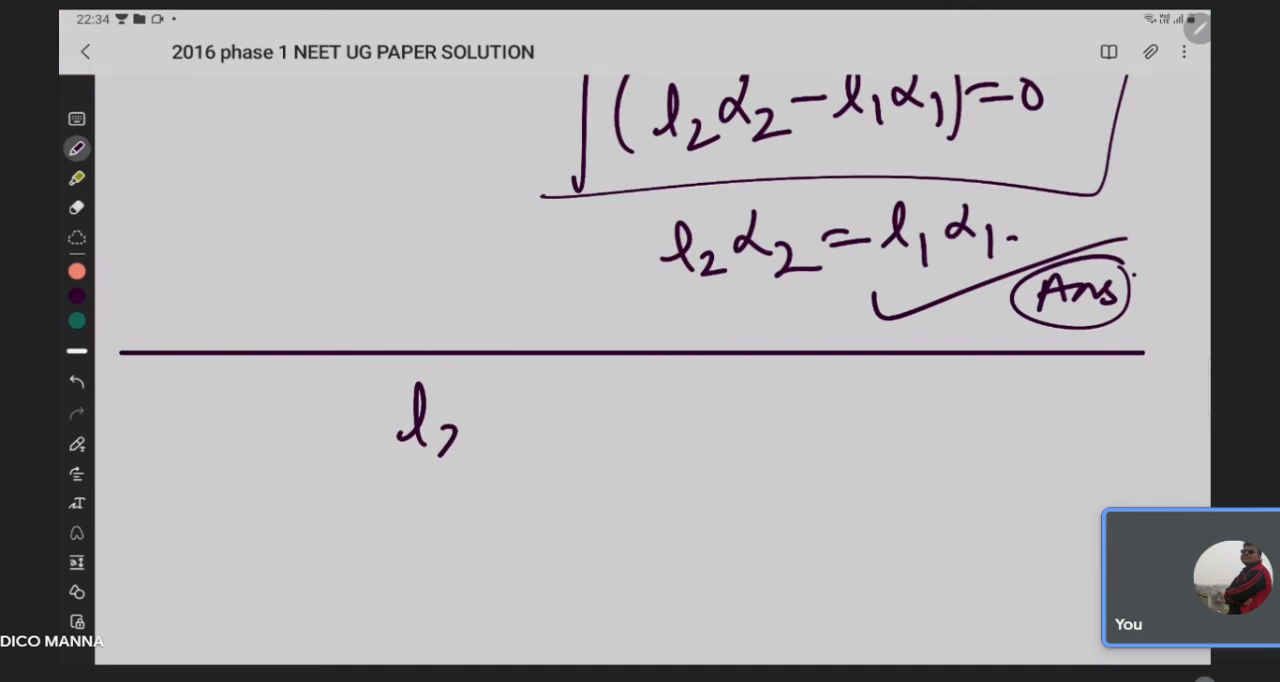 22:34
2016 phase 1 NEET UG PAPER SOLUTION
(l₂α₂ − l₁α₁) = 0
l₂α₂ = l₁α₁.
Ans
l₂
You
DICO MANNA